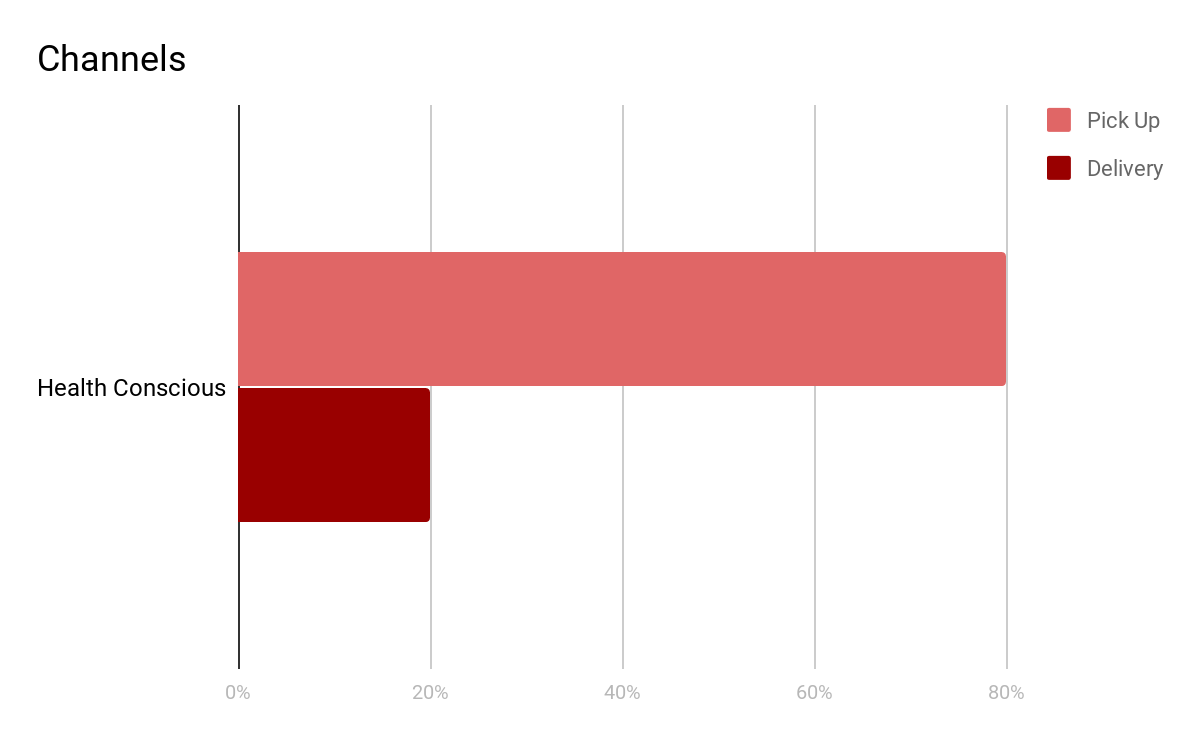 Channels
Pick Up
Delivery
Health Conscious
0%
20%
40%
60%
80%